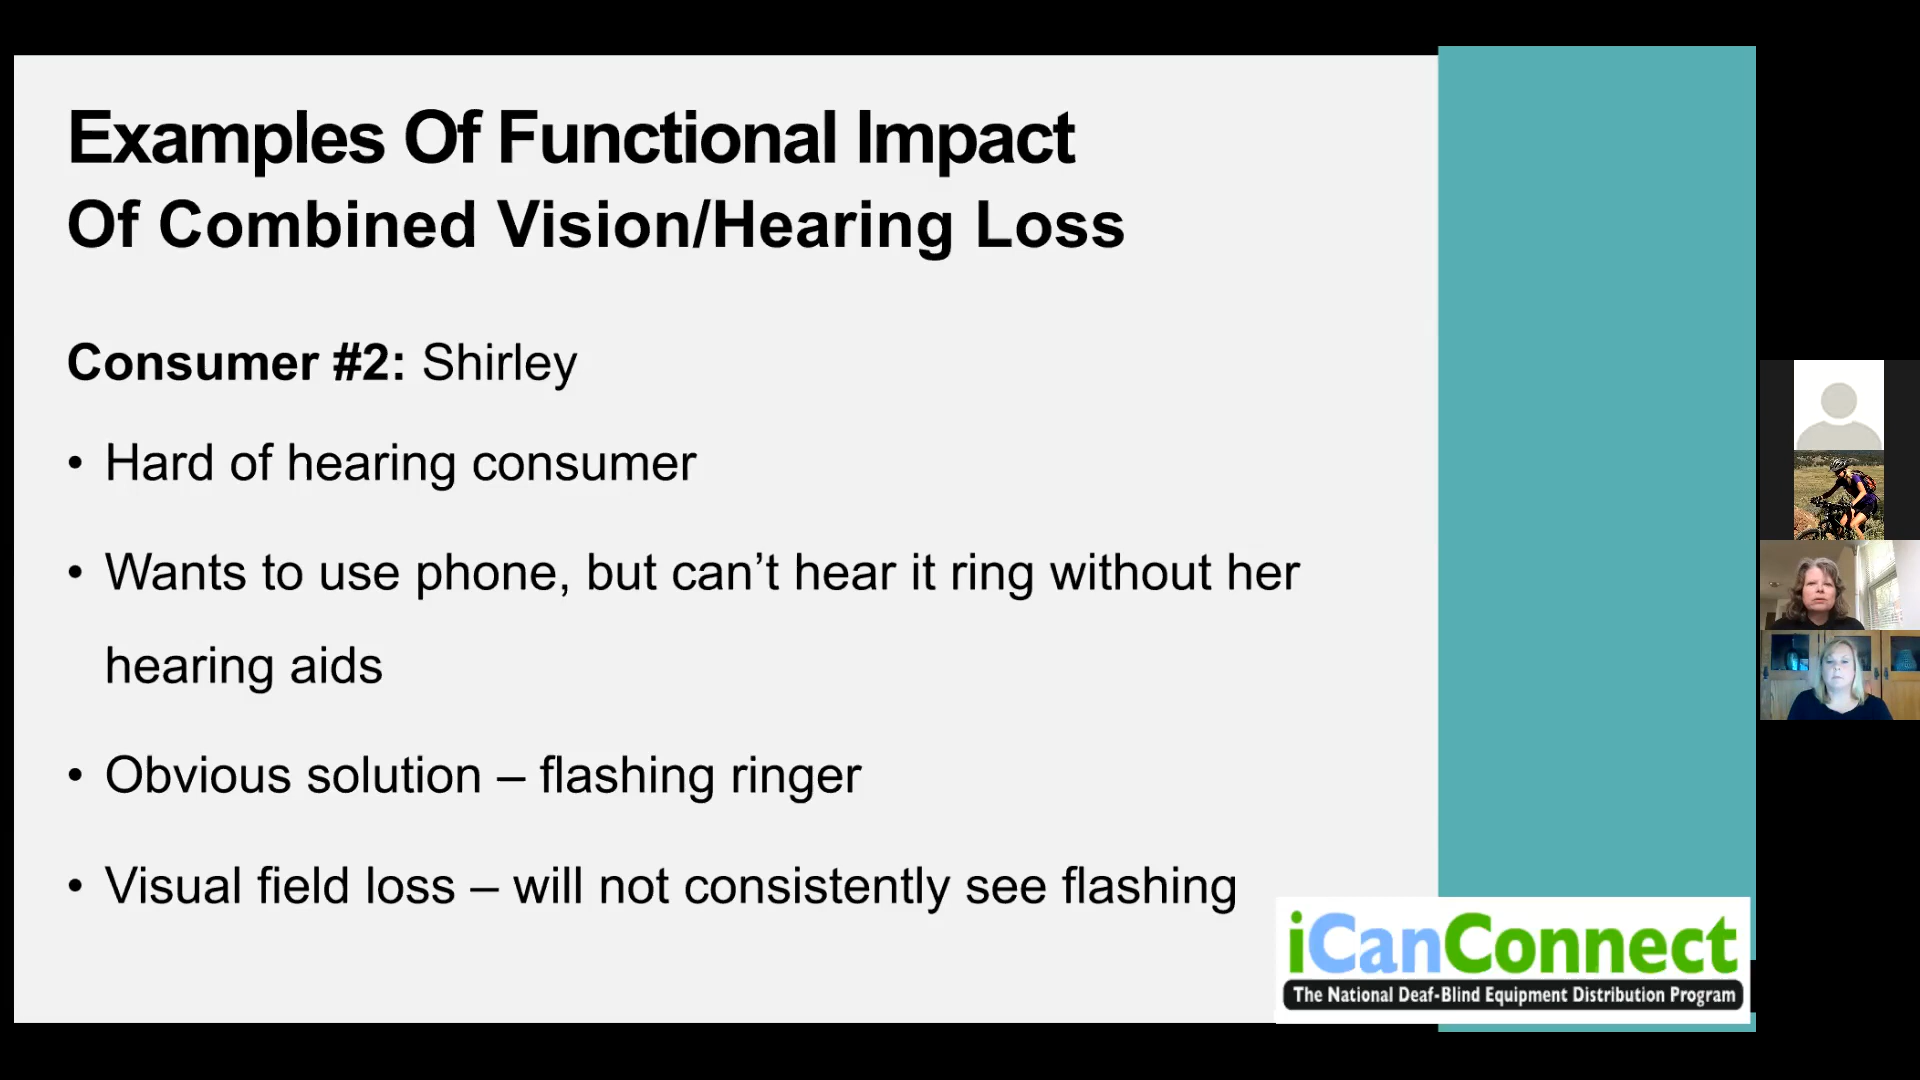 Examples Of Functional Impact
Of Combined Vision/Hearing Loss
Consumer #2: Shirley
• Hard of hearing consumer
• Wants to use phone, but can’t hear it ring without her
hearing aids
• Obvious solution – flashing ringer
• Visual field loss – will not consistently see flashing
iCanConnect
The National Deaf-Blind Equipment Distribution Program